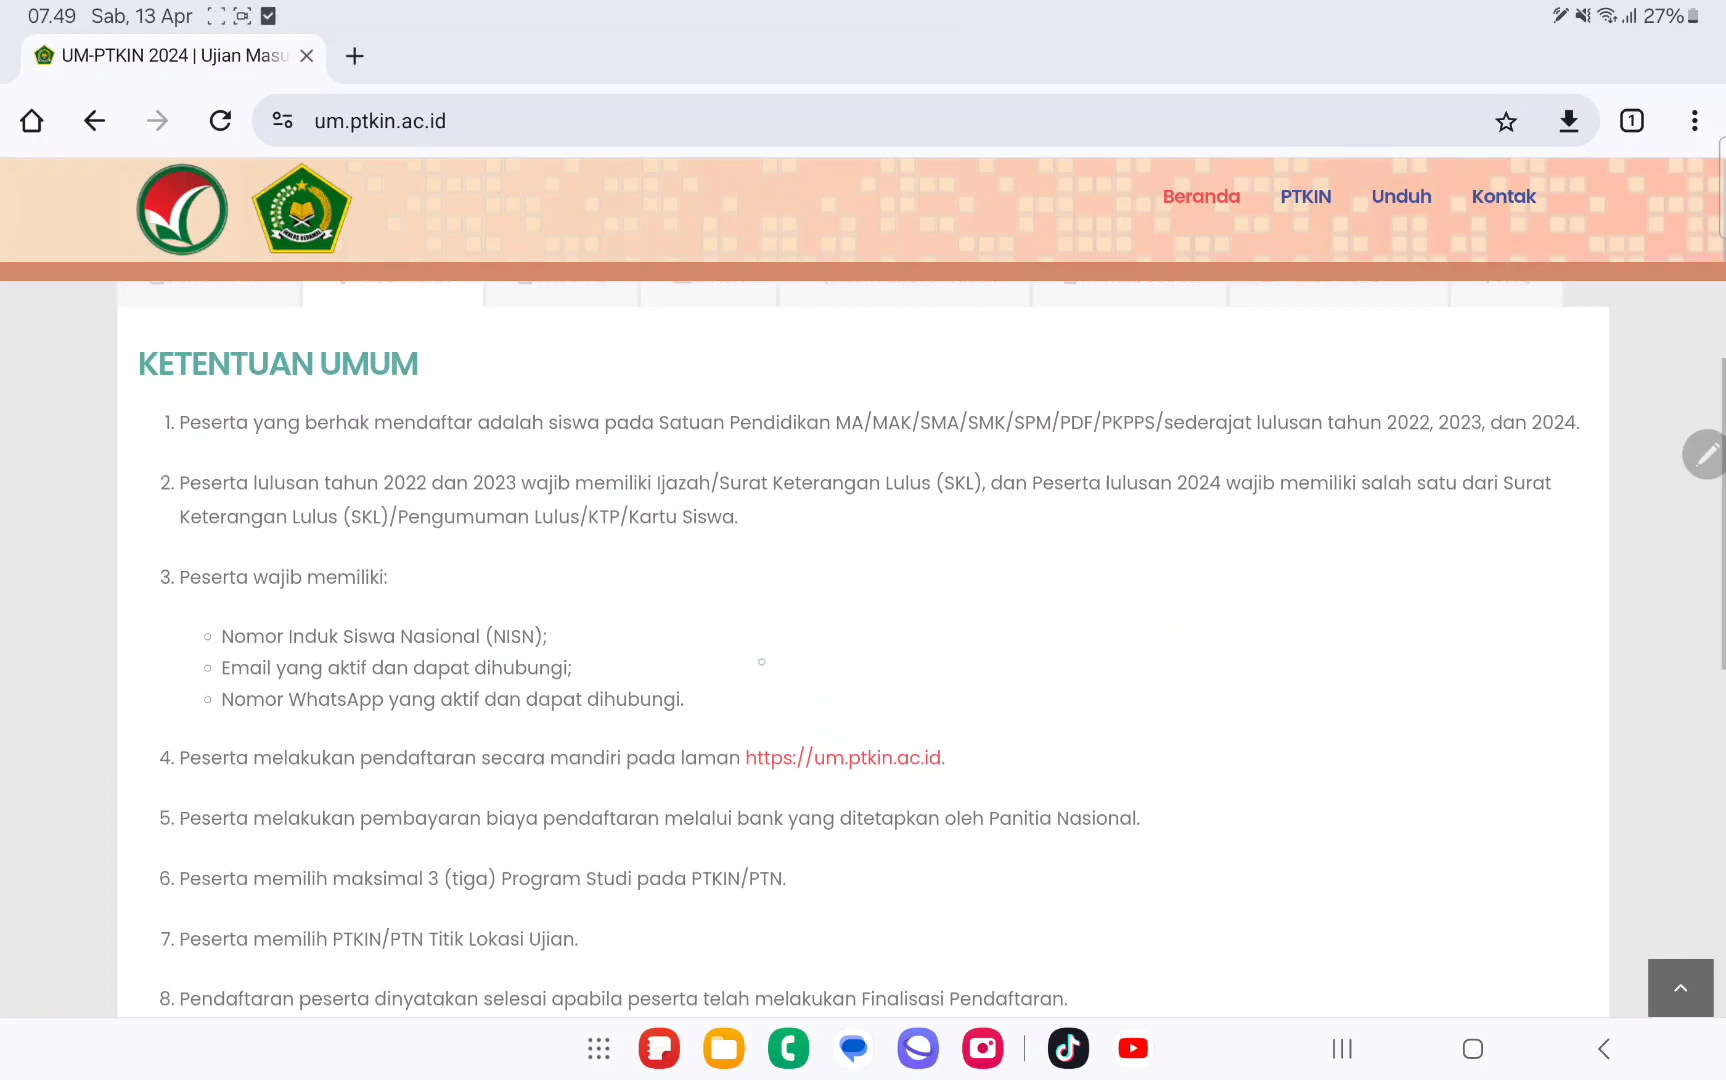 07.49 Sab, 13 Apr
27%
UM-PTKIN 2024 | Ujian Masu
um.ptkin.ac.id
1
Beranda PTKIN Unduh Kontak
KETENTUAN UMUM
1. Peserta yang berhak mendaftar adalah siswa pada Satuan Pendidikan MA/MAK/SMA/SMK/SPM/PDF/PKPPS/sederajat lulusan tahun 2022, 2023, dan 2024.
2. Peserta lulusan tahun 2022 dan 2023 wajib memiliki Ijazah/Surat Keterangan Lulus (SKL), dan Peserta lulusan 2024 wajib memiliki salah satu dari Surat
Keterangan Lulus (SKL)/Pengumuman Lulus/KTP/Kartu Siswa.
3. Peserta wajib memiliki:
Nomor Induk Siswa Nasional (NISN);
Email yang aktif dan dapat dihubungi;
Nomor WhatsApp yang aktif dan dapat dihubungi.
4. Peserta melakukan pendaftaran secara mandiri pada laman https://um.ptkin.ac.id.
5. Peserta melakukan pembayaran biaya pendaftaran melalui bank yang ditetapkan oleh Panitia Nasional.
6. Peserta memilih maksimal 3 (tiga) Program Studi pada PTKIN/PTN.
7. Peserta memilih PTKIN/PTN Titik Lokasi Ujian.
8. Pendaftaran peserta dinyatakan selesai apabila peserta telah melakukan Finalisasi Pendaftaran.